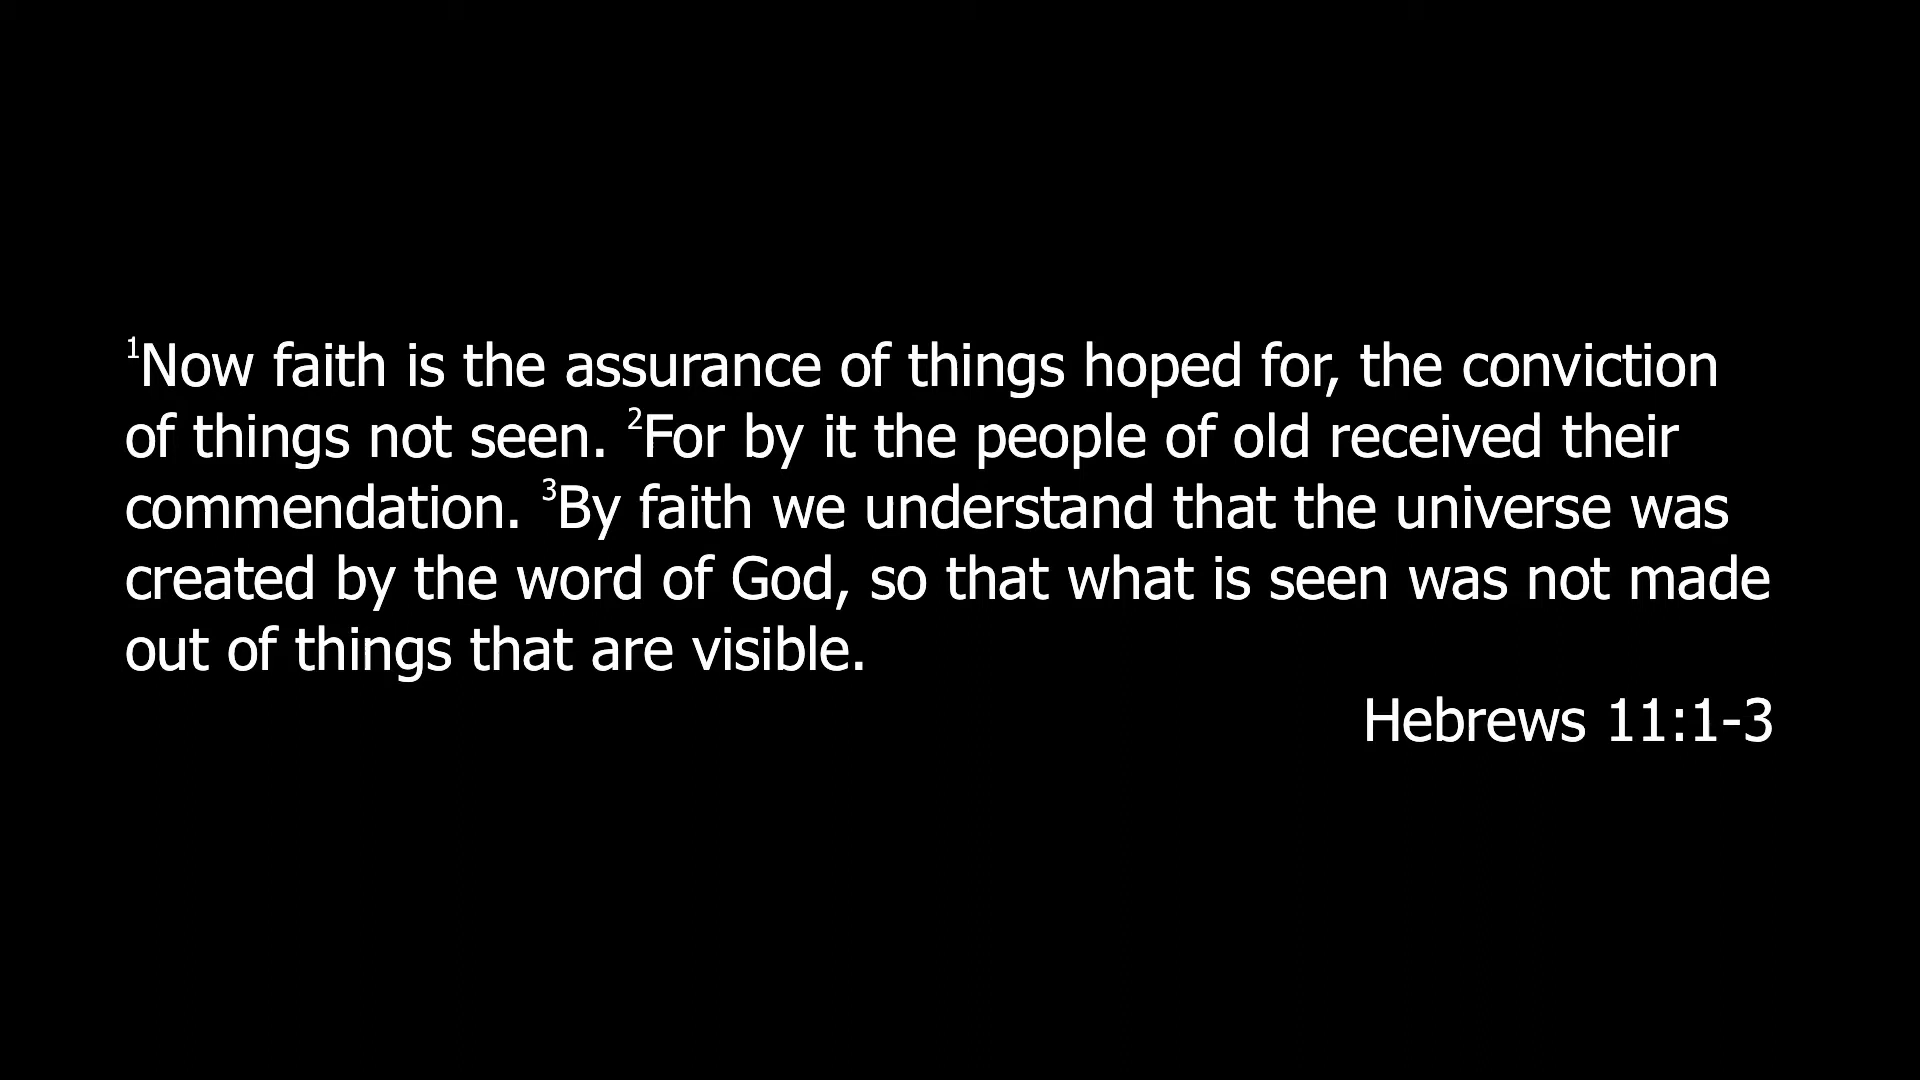 ¹Now faith is the assurance of things hoped for, the conviction
of things not seen. ²For by it the people of old received their
commendation. ³By faith we understand that the universe was
created by the word of God, so that what is seen was not made
out of things that are visible.
Hebrews 11:1-3